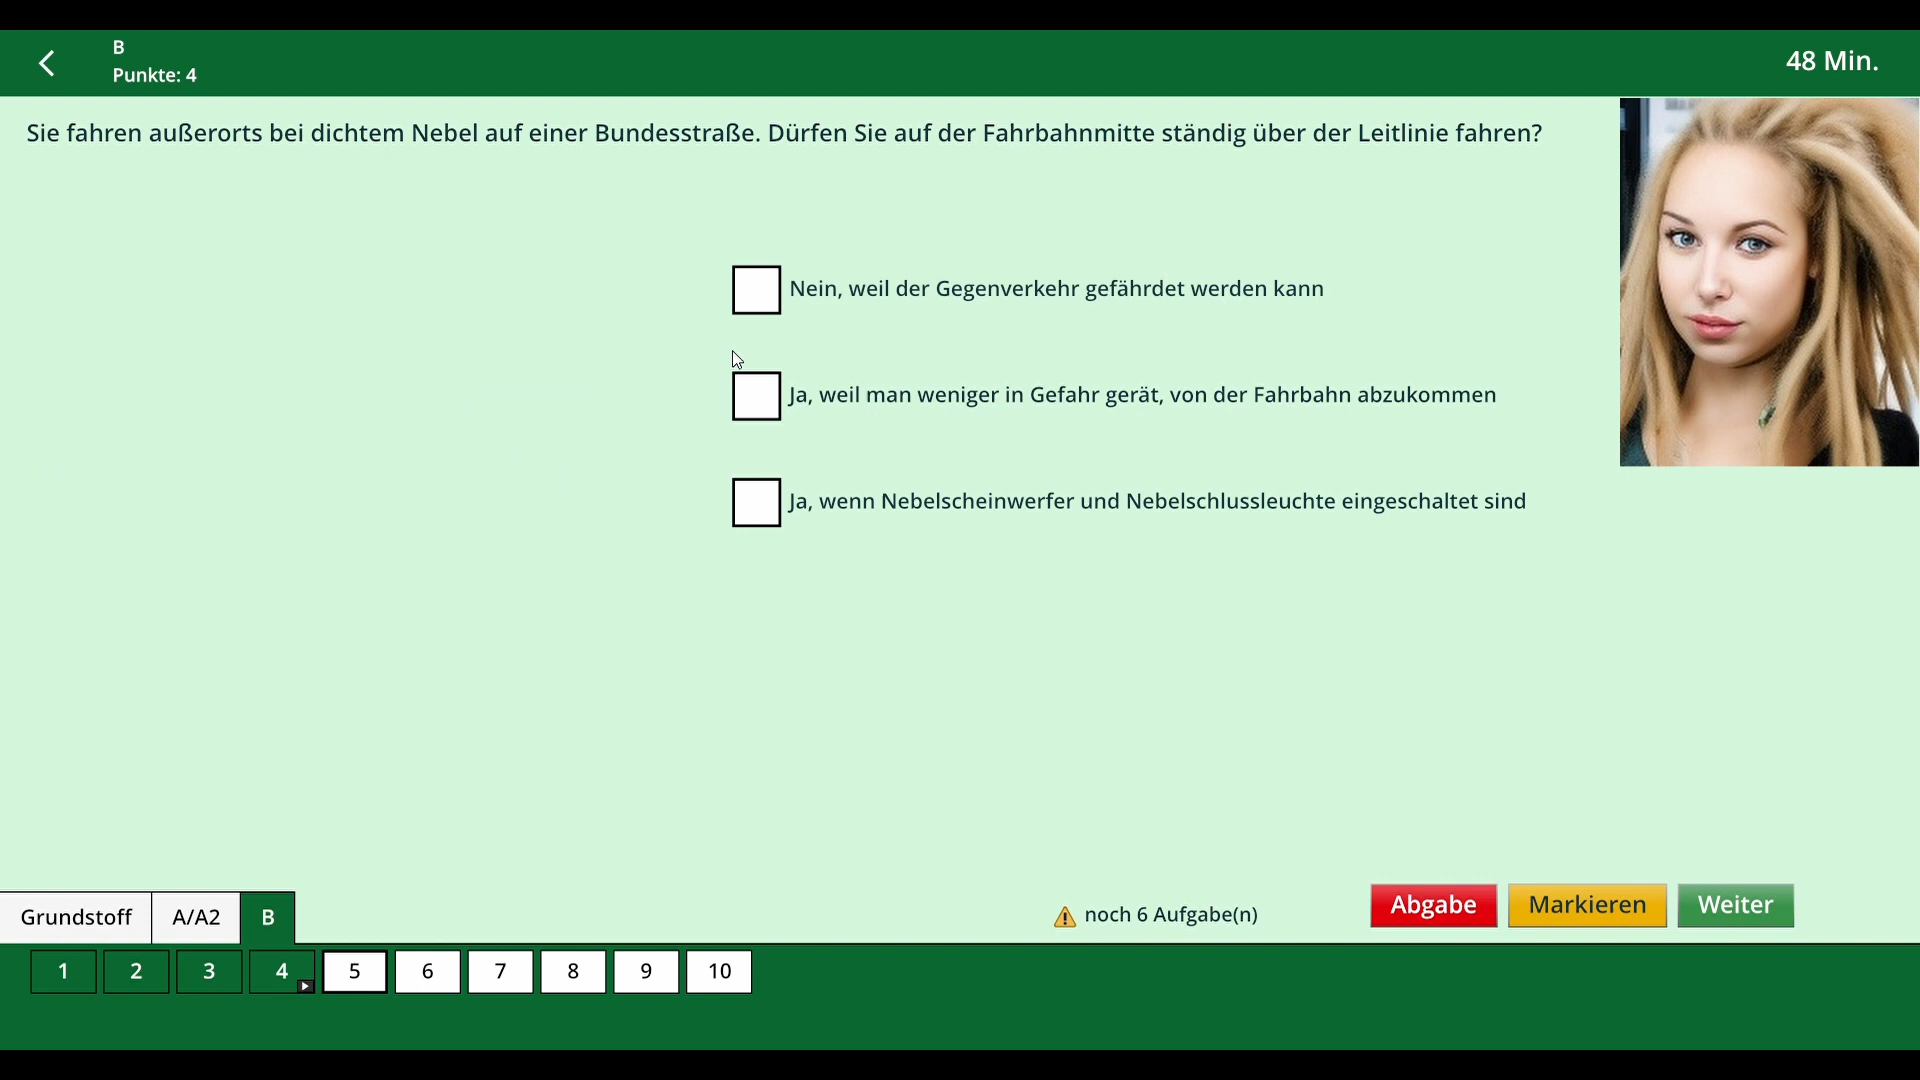 B
Punkte: 4
48 Min.
Sie fahren außerorts bei dichtem Nebel auf einer Bundesstraße. Dürfen Sie auf der Fahrbahnmitte ständig über der Leitlinie fahren?
Nein, weil der Gegenverkehr gefährdet werden kann
Ja, weil man weniger in Gefahr gerät, von der Fahrbahn abzukommen
Ja, wenn Nebelscheinwerfer und Nebelschlussleuchte eingeschaltet sind
Grundstoff A/A2 B
noch 6 Aufgabe(n)
Abgabe Markieren Weiter
1 2 3 4 5 6 7 8 9 10